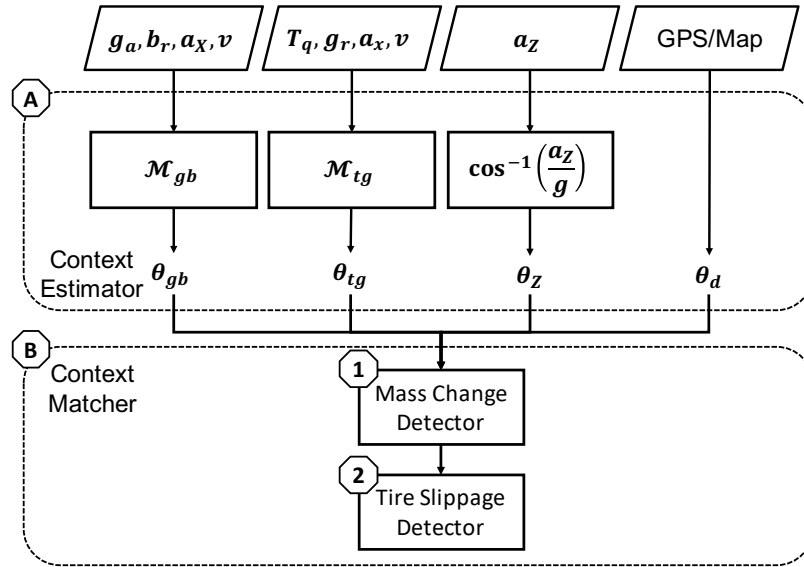 g_a, b_r, a_X, v
T_q, g_r, a_x, v
a_Z
GPS/Map
A
ℳ_gb
ℳ_tg
cos⁻¹(a_Z/g)
Context
Estimator
θ_gb
θ_tg
θ_Z
θ_d
B
Context
Matcher
1
Mass Change
Detector
2
Tire Slippage
Detector